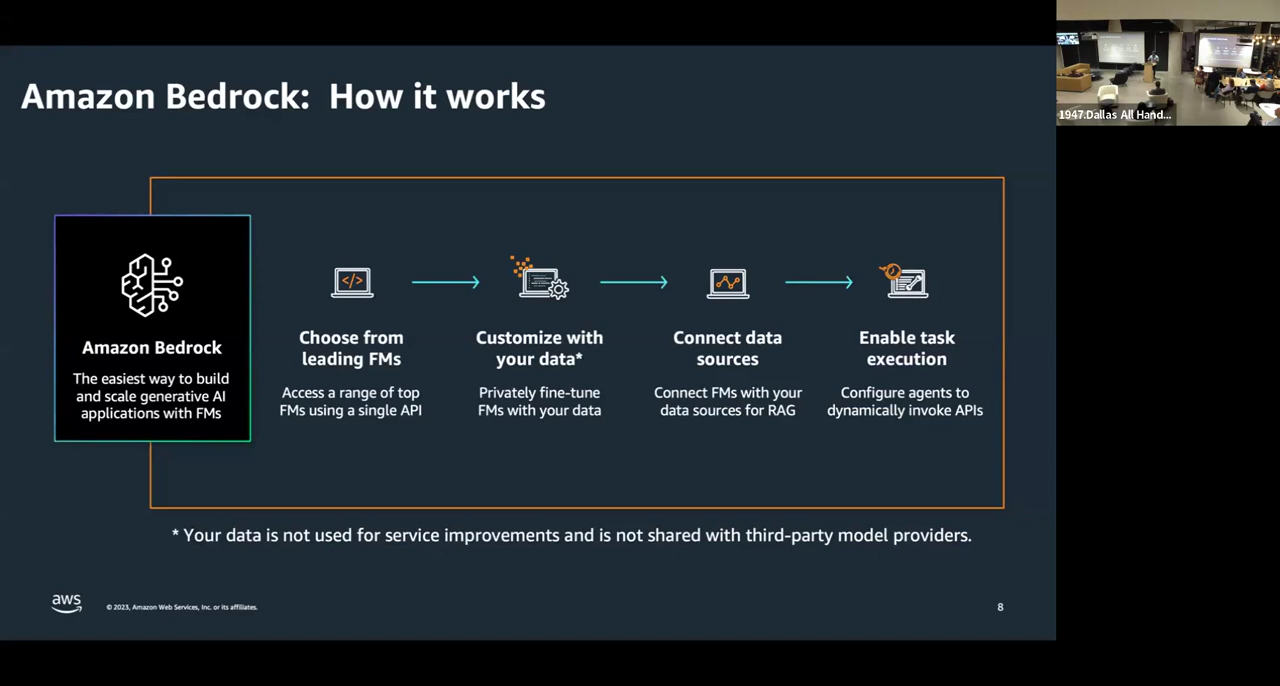 Amazon Bedrock: How it works
1947.Dallas All Hand...
Amazon Bedrock
The easiest way to build
and scale generative AI
applications with FMs
Choose from
leading FMs
Access a range of top
FMs using a single API
Customize with
your data*
Privately fine-tune
FMs with your data
Connect data
sources
Connect FMs with your
data sources for RAG
Enable task
execution
Configure agents to
dynamically invoke APIs
* Your data is not used for service improvements and is not shared with third-party model providers.
aws
© 2023, Amazon Web Services, Inc. or its affiliates.
8